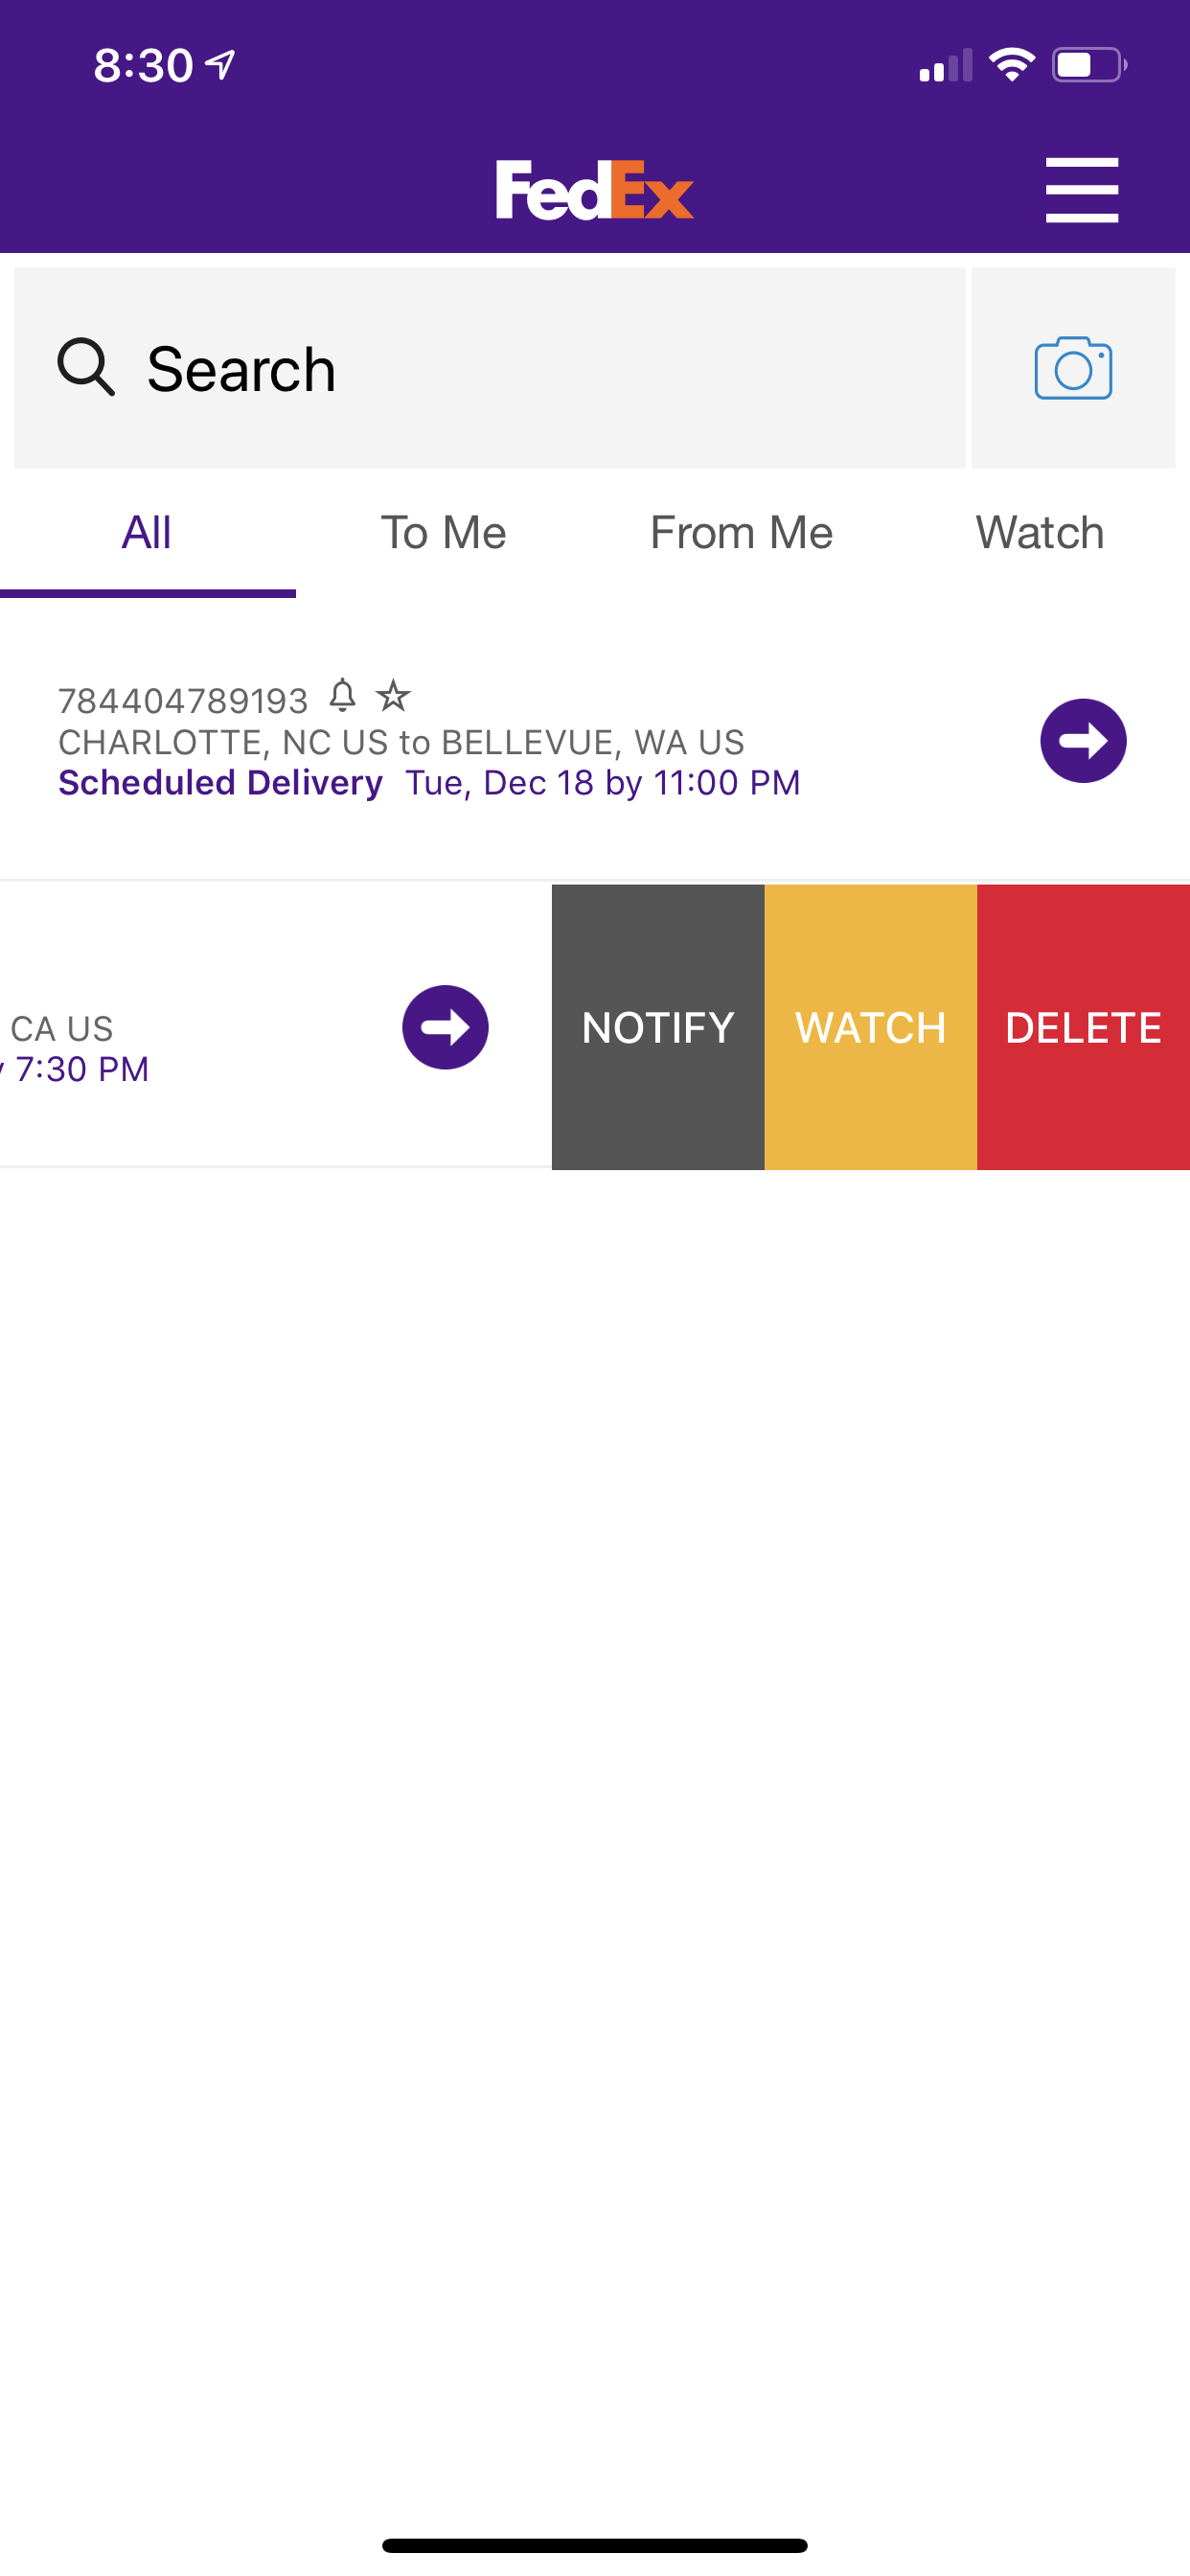 8:30
FedEx
Search
All To Me From Me Watch
784404789193
CHARLOTTE, NC US to BELLEVUE, WA US
Scheduled Delivery Tue, Dec 18 by 11:00 PM
CA US
7:30 PM
NOTIFY WATCH DELETE